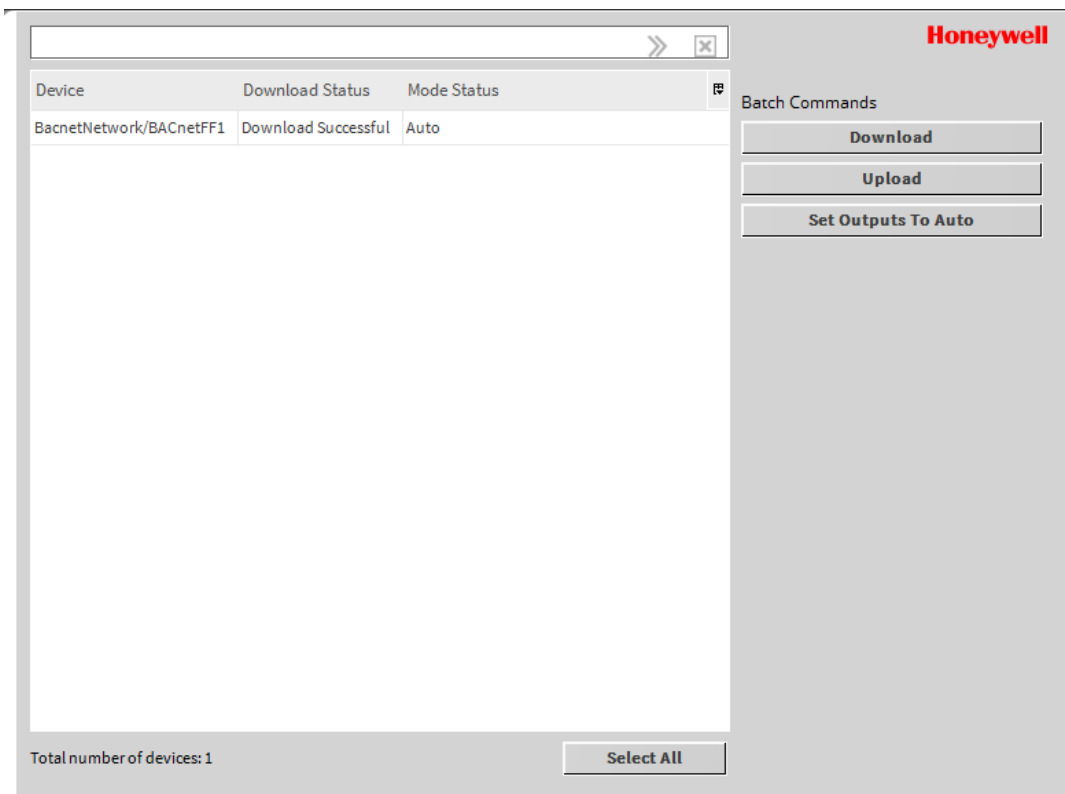 Honeywell
Device Download Status Mode Status
BacnetNetwork/BACnetFF1 Download Successful Auto
Total number of devices: 1
Select All
Batch Commands
Download
Upload
Set Outputs To Auto